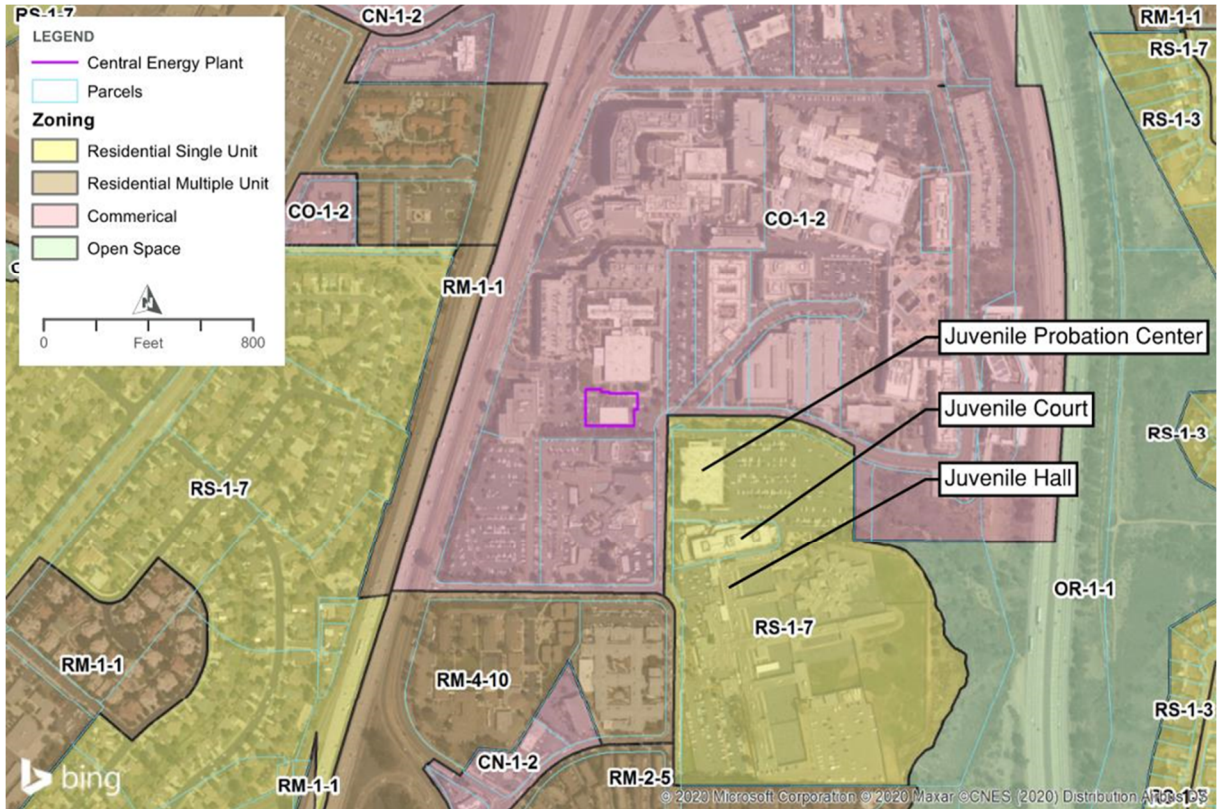 RS-1-7
CN-1-2
RM-1-1
LEGEND
Central Energy Plant
Parcels
Zoning
Residential Single Unit
Residential Multiple Unit
Commerical
Open Space
0 Feet 800
RS-1-7
RS-1-3
CO-1-2
CO-1-2
RM-1-1
Juvenile Probation Center
Juvenile Court
Juvenile Hall
RS-1-3
RS-1-7
OR-1-1
RS-1-7
RM-1-1
RM-4-10
RS-1-3
CN-1-2
RM-2-5
RM-1-1
bing
© 2020 Microsoft Corporation © 2020 Maxar ©CNES (2020) Distribution